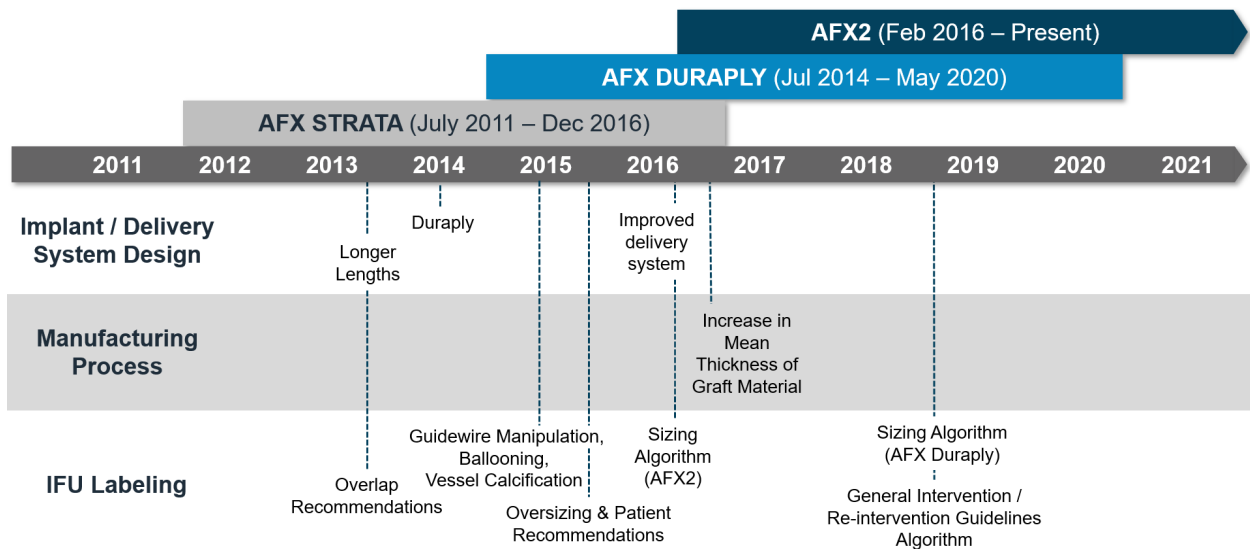 AFX2 (Feb 2016 – Present)
AFX DURAPLY (Jul 2014 – May 2020)
AFX STRATA (July 2011 – Dec 2016)
2011 2012 2013 2014 2015 2016 2017 2018 2019 2020 2021
Implant / Delivery
System Design
Longer
Lengths
Duraply
Improved
delivery
system
Manufacturing
Process
Increase in
Mean
Thickness of
Graft Material
IFU Labeling
Overlap
Recommendations
Guidewire Manipulation,
Ballooning,
Vessel Calcification
Oversizing & Patient
Recommendations
Sizing
Algorithm
(AFX2)
Sizing Algorithm
(AFX Duraply)
General Intervention /
Re-intervention Guidelines
Algorithm